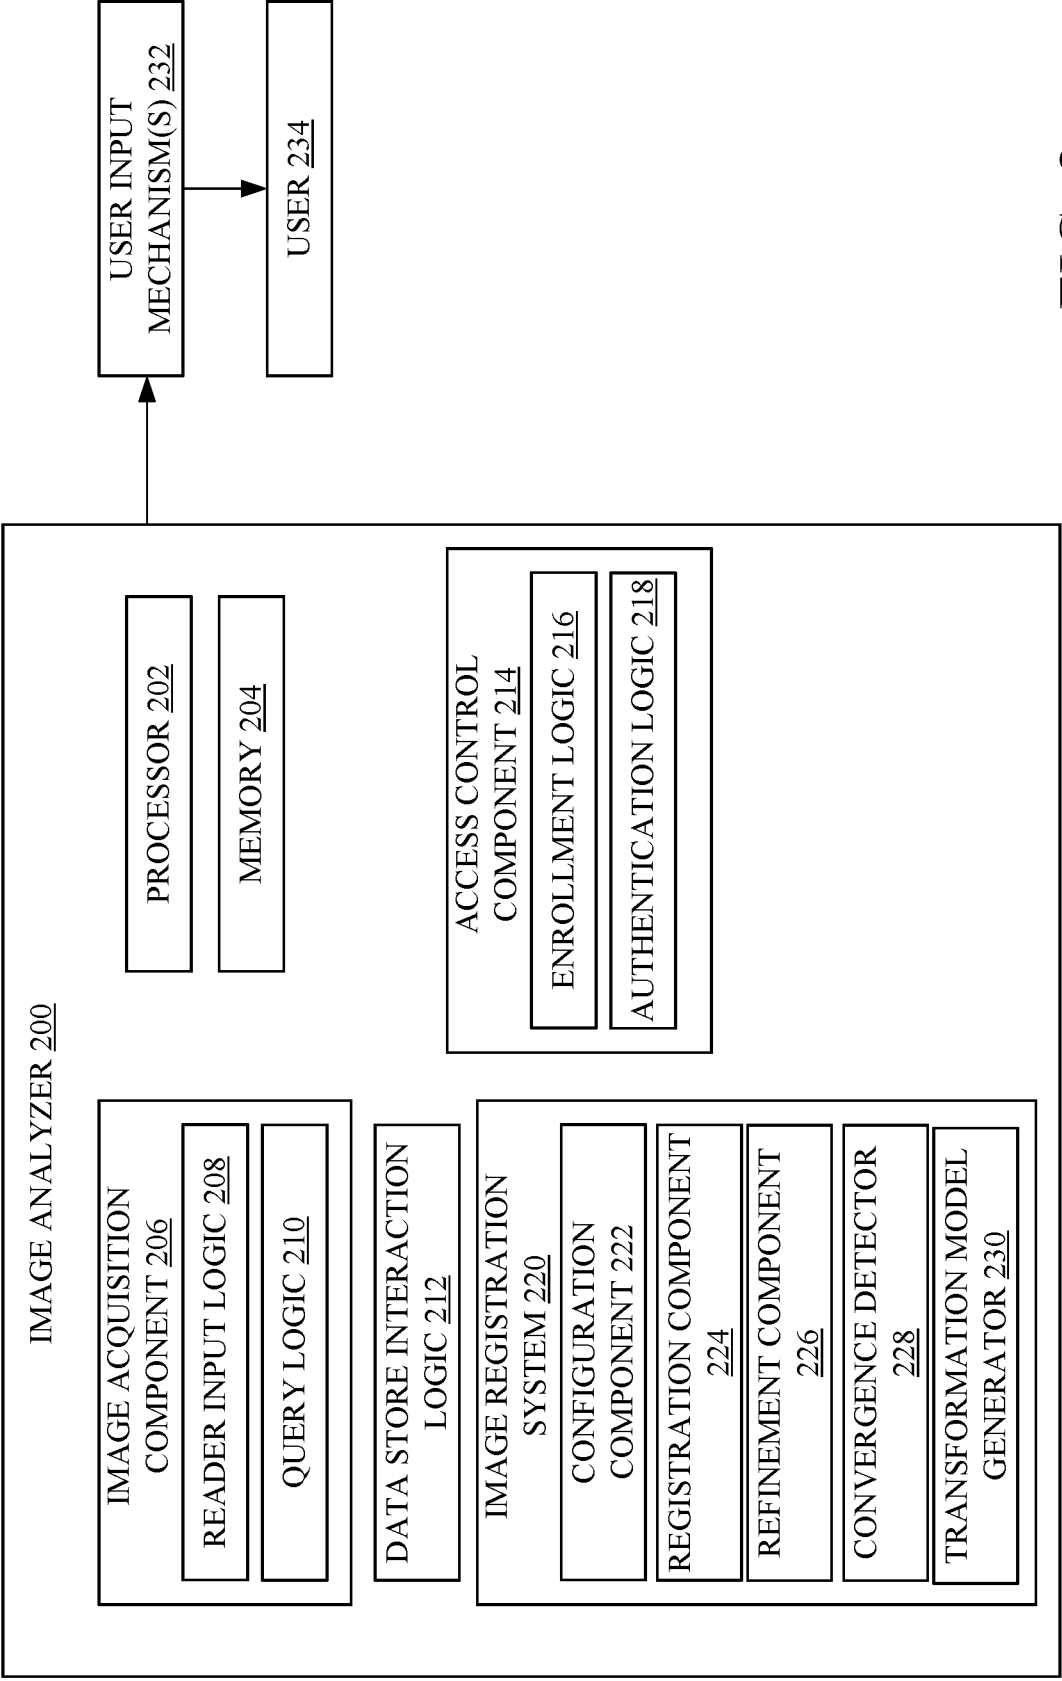 IMAGE ANALYZER 200
IMAGE ACQUISITION
COMPONENT 206
READER INPUT LOGIC 208
QUERY LOGIC 210
DATA STORE INTERACTION
LOGIC 212
IMAGE REGISTRATION
SYSTEM 220
CONFIGURATION
COMPONENT 222
REGISTRATION COMPONENT
224
REFINEMENT COMPONENT
226
CONVERGENCE DETECTOR
228
TRANSFORMATION MODEL
GENERATOR 230
PROCESSOR 202
MEMORY 204
ACCESS CONTROL
COMPONENT 214
ENROLLMENT LOGIC 216
AUTHENTICATION LOGIC 218
USER INPUT
MECHANISM(S) 232
USER 234